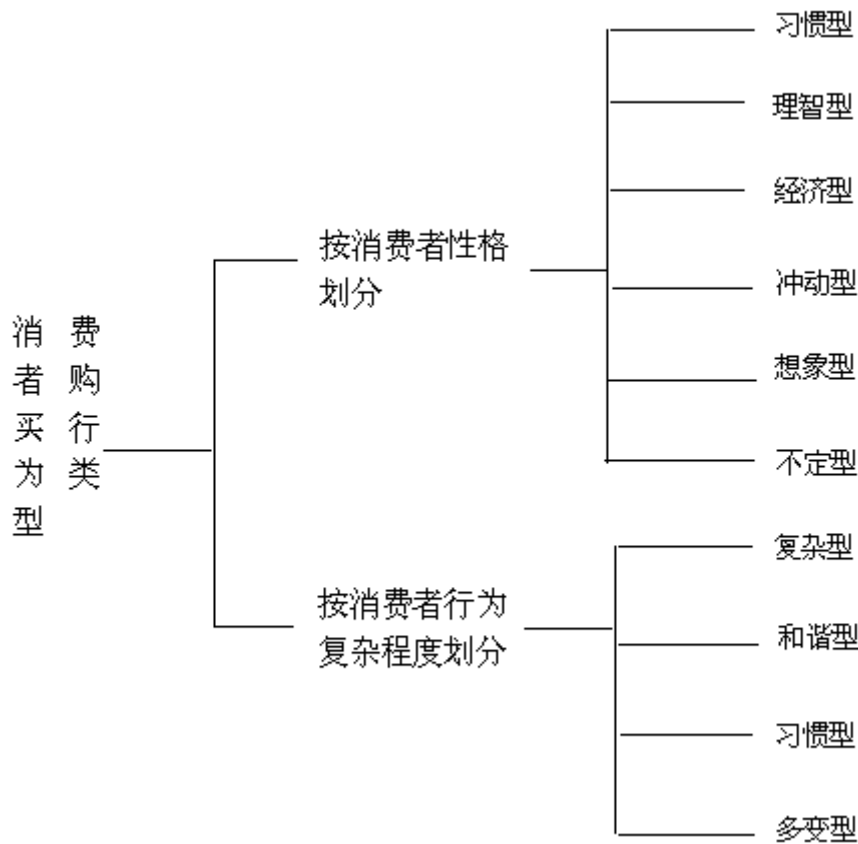 消费
者购
买行
为类
型
按消费者性格
划分
习惯型
理智型
经济型
冲动型
想象型
不定型
按消费者行为
复杂程度划分
复杂型
和谐型
习惯型
多变型